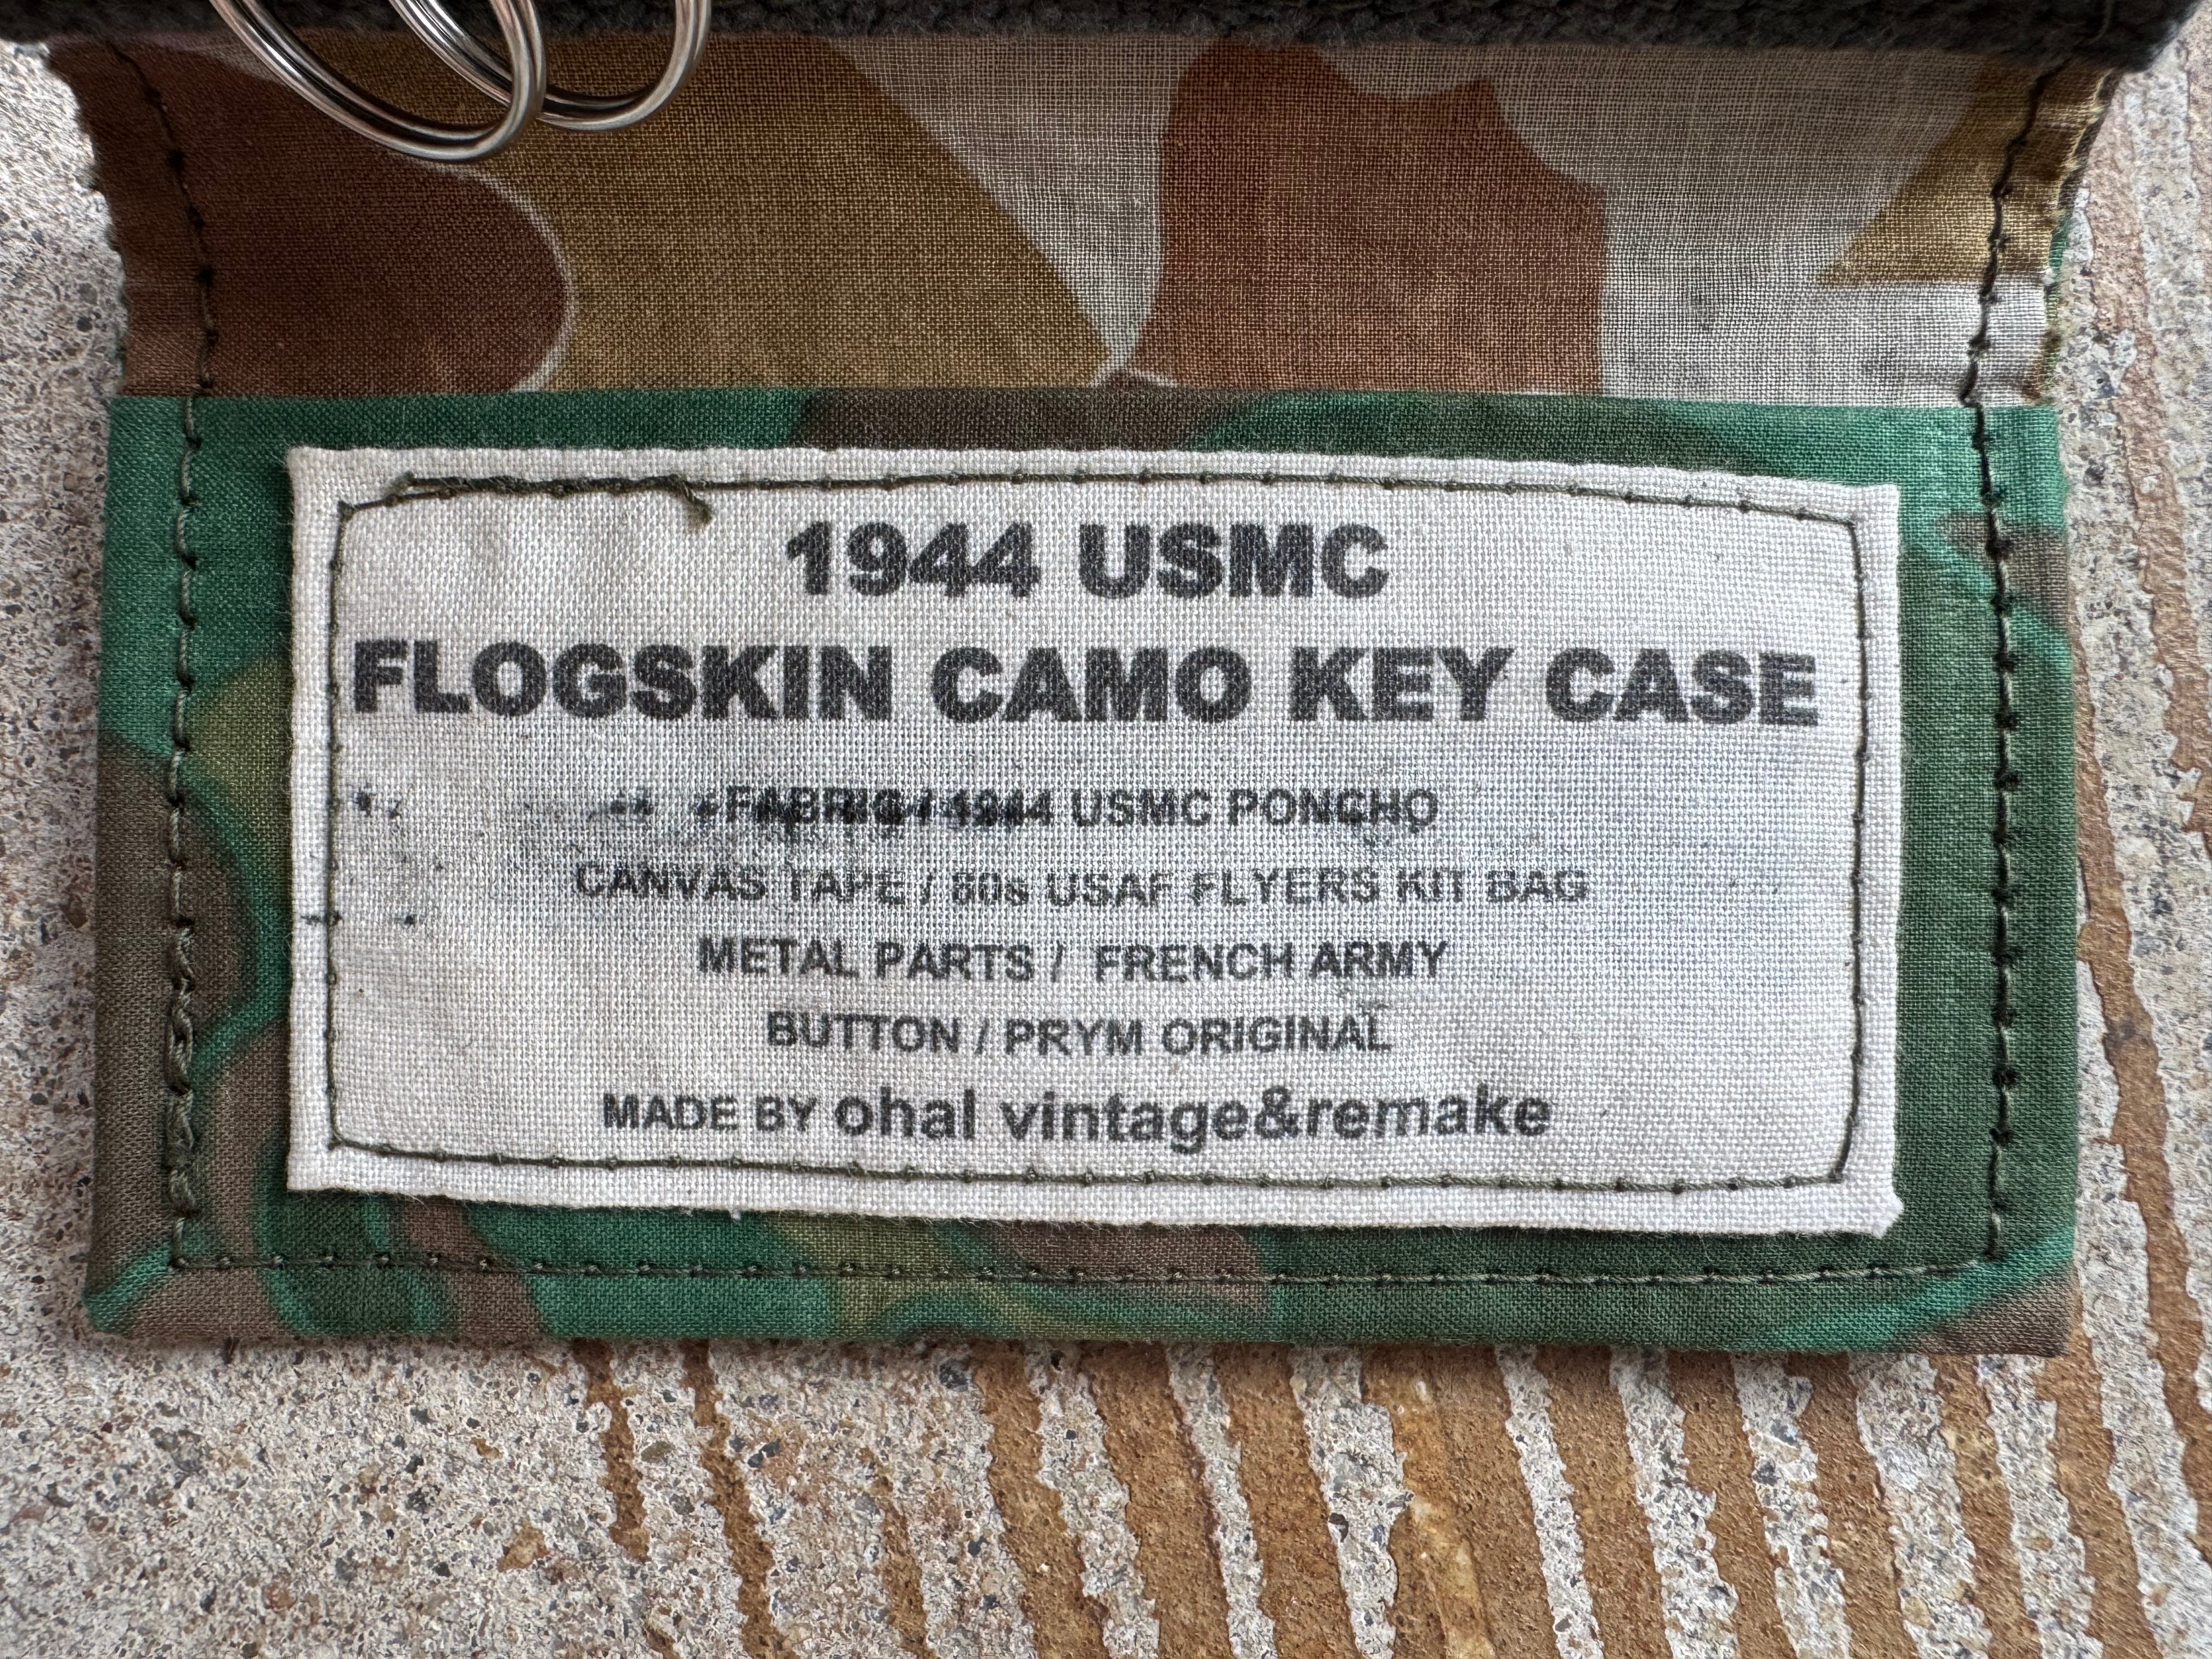 1944 USMC
FLOGSKIN CAMO KEY CASE
FABRIC / 1944 USMC PONCHO
CANVAS TAPE / USAF FLYERS KIT BAG
METAL PARTS / FRENCH ARMY
BUTTON / PRYM ORIGINAL
MADE BY ohal vintage&remake